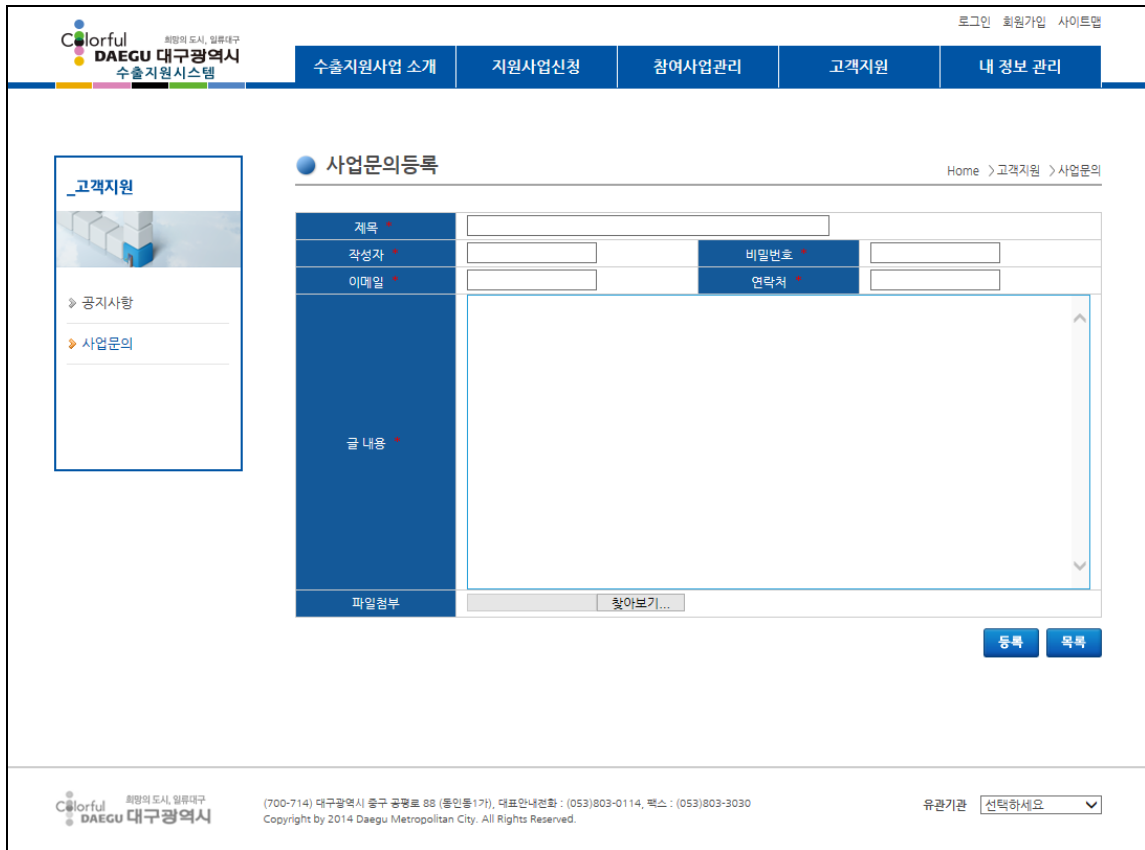 로그인 회원가입 사이트맵
Colorful 희망의 도시, 일류대구
DAEGU 대구광역시
수출지원시스템
수출지원사업 소개 지원사업신청 참여사업관리 고객지원 내 정보 관리
_고객지원
공지사항
사업문의
사업문의등록
Home >고객지원 >사업문의
제목 *
작성자 * 비밀번호 *
이메일 * 연락처 *
글 내용 *
파일첨부 찾아보기...
등록 목록
Colorful 희망의 도시, 일류대구
DAEGU 대구광역시
(700-714) 대구광역시 중구 공평로 88 (동인동1가), 대표안내전화 : (053)803-0114, 팩스 : (053)803-3030
Copyright by 2014 Daegu Metropolitan City. All Rights Reserved.
유관기관 선택하세요